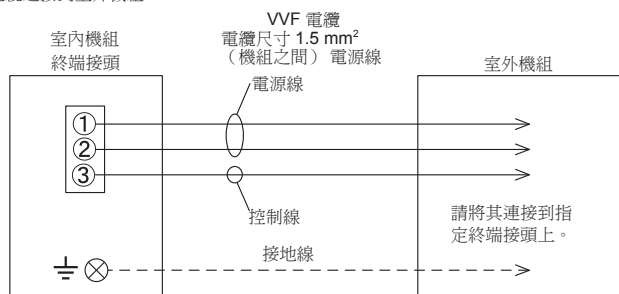 VVF 電纜
室內機組
終端接頭
電纜尺寸 1.5 mm²
（機組之間） 電源線
室外機組
電源線
①
②
③
控制線
請將其連接到指
定終端接頭上。
接地線